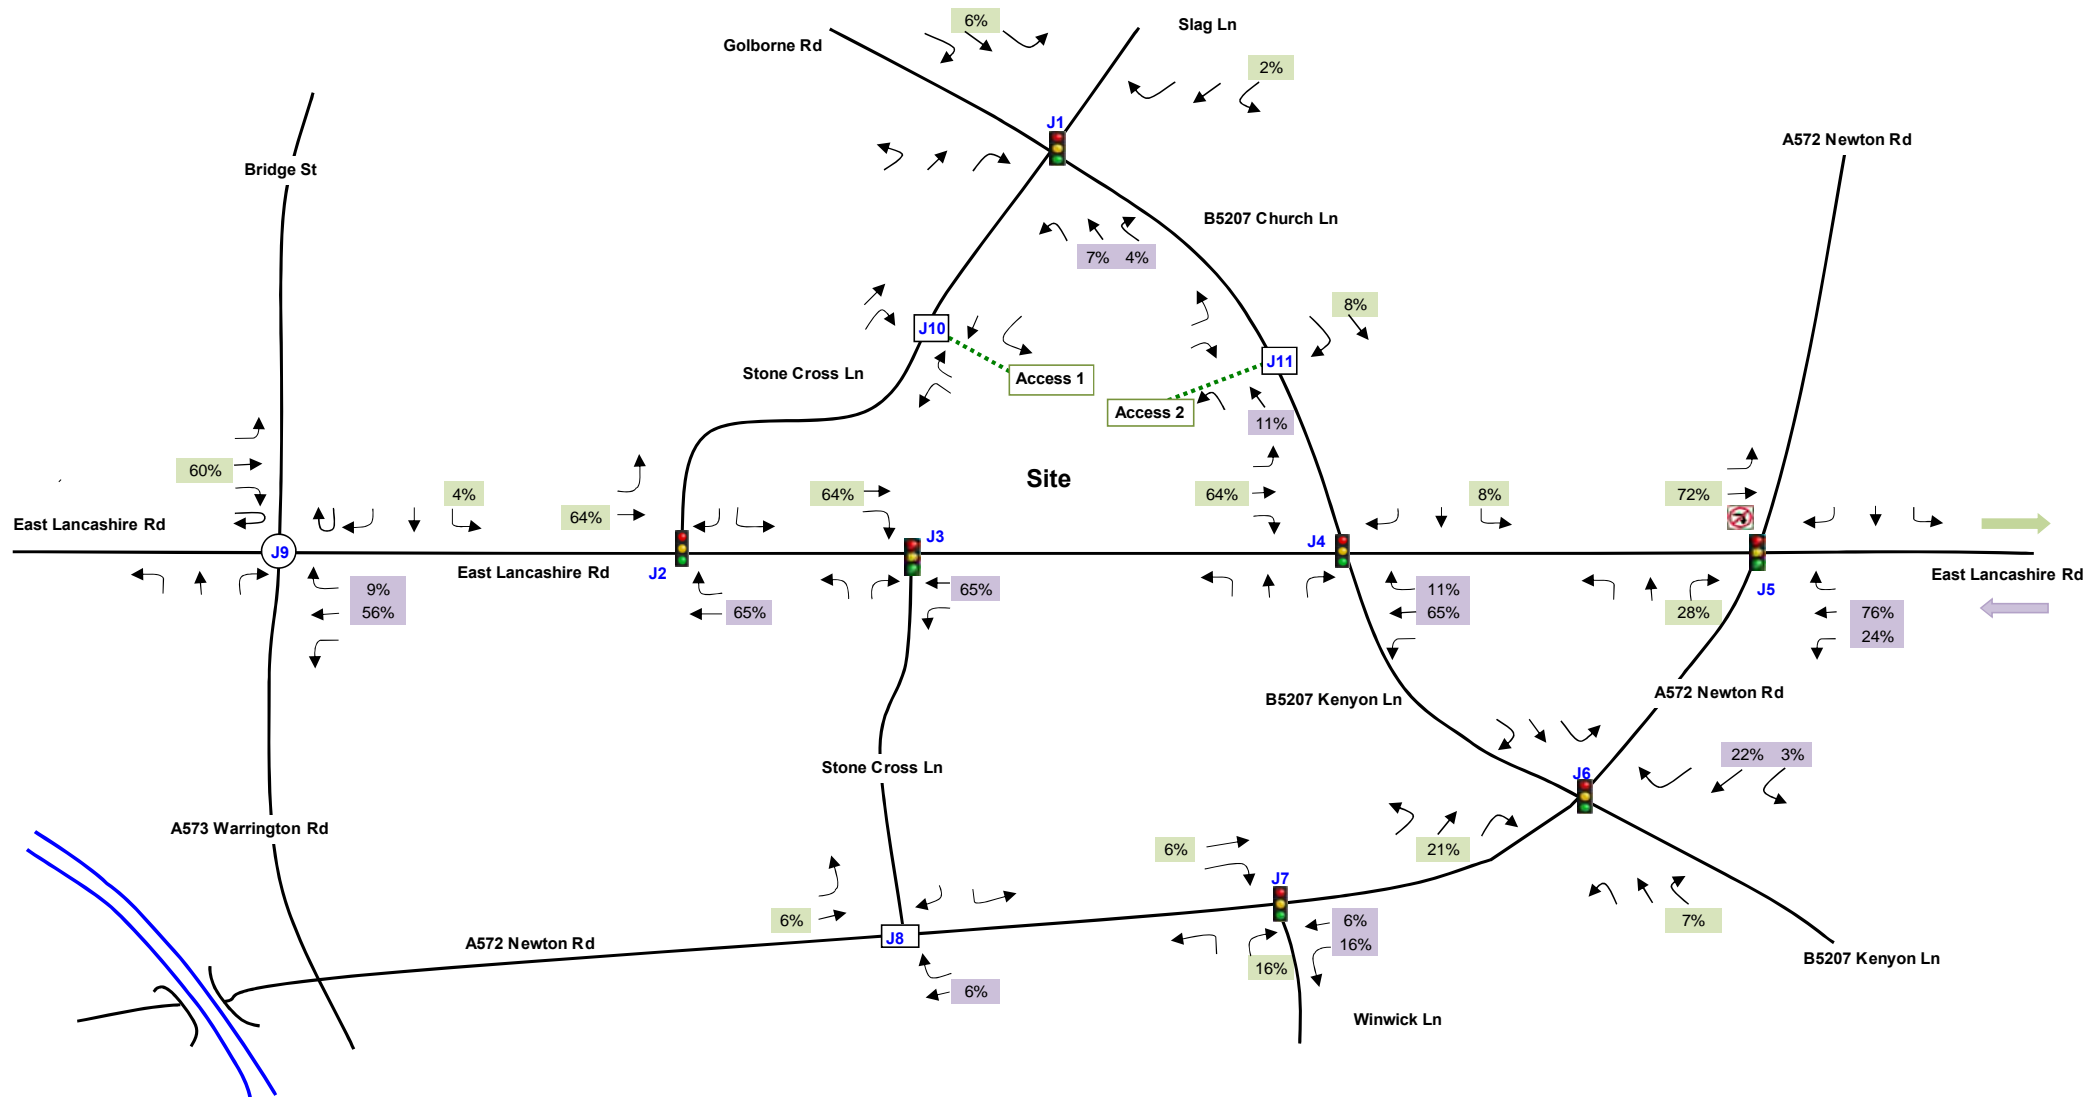 6%
Slag Ln
Golborne Rd
2%
J1
A572 Newton Rd
Bridge St
B5207 Church Ln
7% 4%
8%
J10
J11
Stone Cross Ln
Access 1
Access 2
11%
60%
Site
4%
64%
64%
64%
8%
72%
East Lancashire Rd
J9
J2
J3
J4
J5
East Lancashire Rd
East Lancashire Rd
9%
56%
65%
65%
11%
65%
28%
76%
24%
B5207 Kenyon Ln
A572 Newton Rd
Stone Cross Ln
22% 3%
J6
A573 Warrington Rd
6%
21%
J7
6%
J8
6%
16%
7%
A572 Newton Rd
16%
B5207 Kenyon Ln
6%
Winwick Ln